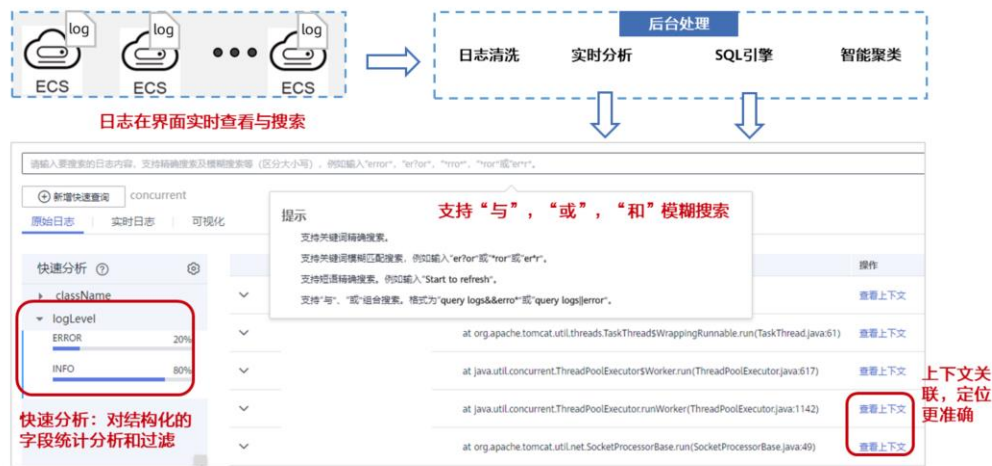 log
log
log
ECS
ECS
ECS
后台处理
日志清洗
实时分析
SQL引擎
智能聚类
日志在界面实时查看与搜索
请输入要搜索的日志内容，支持精确搜索及模糊搜索等（区分大小写），例如输入"error"、"er?or"、"*rro*"、"*ror"或"er*r"。
新增快速查询
concurrent
原始日志
实时日志
可视化
提示
支持“与”，“或”，“和”模糊搜索
支持关键词精确搜索。
支持关键词模糊匹配搜索，例如输入"er?or"或"*ror"或"er*r"。
支持短语精确搜索。例如输入"Start to refresh"。
支持"与"、"或"组合搜索。格式为"query logs&&erro*"或"query logs||error"。
快速分析
className
logLevel
ERROR
20%
INFO
80%
快速分析：对结构化的
字段统计分析和过滤
操作
查看上下文
at org.apache.tomcat.util.threads.TaskThread$WrappingRunnable.run(TaskThread.java:61)
查看上下文
at java.util.concurrent.ThreadPoolExecutor$Worker.run(ThreadPoolExecutor.java:617)
查看上下文
at java.util.concurrent.ThreadPoolExecutor.runWorker(ThreadPoolExecutor.java:1142)
查看上下文
at org.apache.tomcat.util.net.SocketProcessorBase.run(SocketProcessorBase.java:49)
查看上下文
上下文关
联，定位
更准确